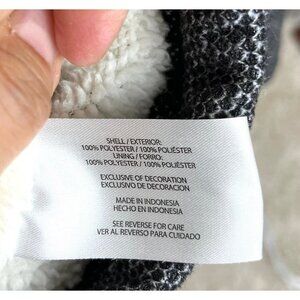 SHELL / EXTERIOR:
100% POLYESTER / 100% POLIÉSTER
LINING / FORRO:
100% POLYESTER / 100% POLIÉSTER
EXCLUSIVE OF DECORATION
EXCLUSIVO DE DECORACION
MADE IN INDONESIA
HECHO EN INDONESIA
SEE REVERSE FOR CARE
VER AL REVERSO PARA CUIDADO